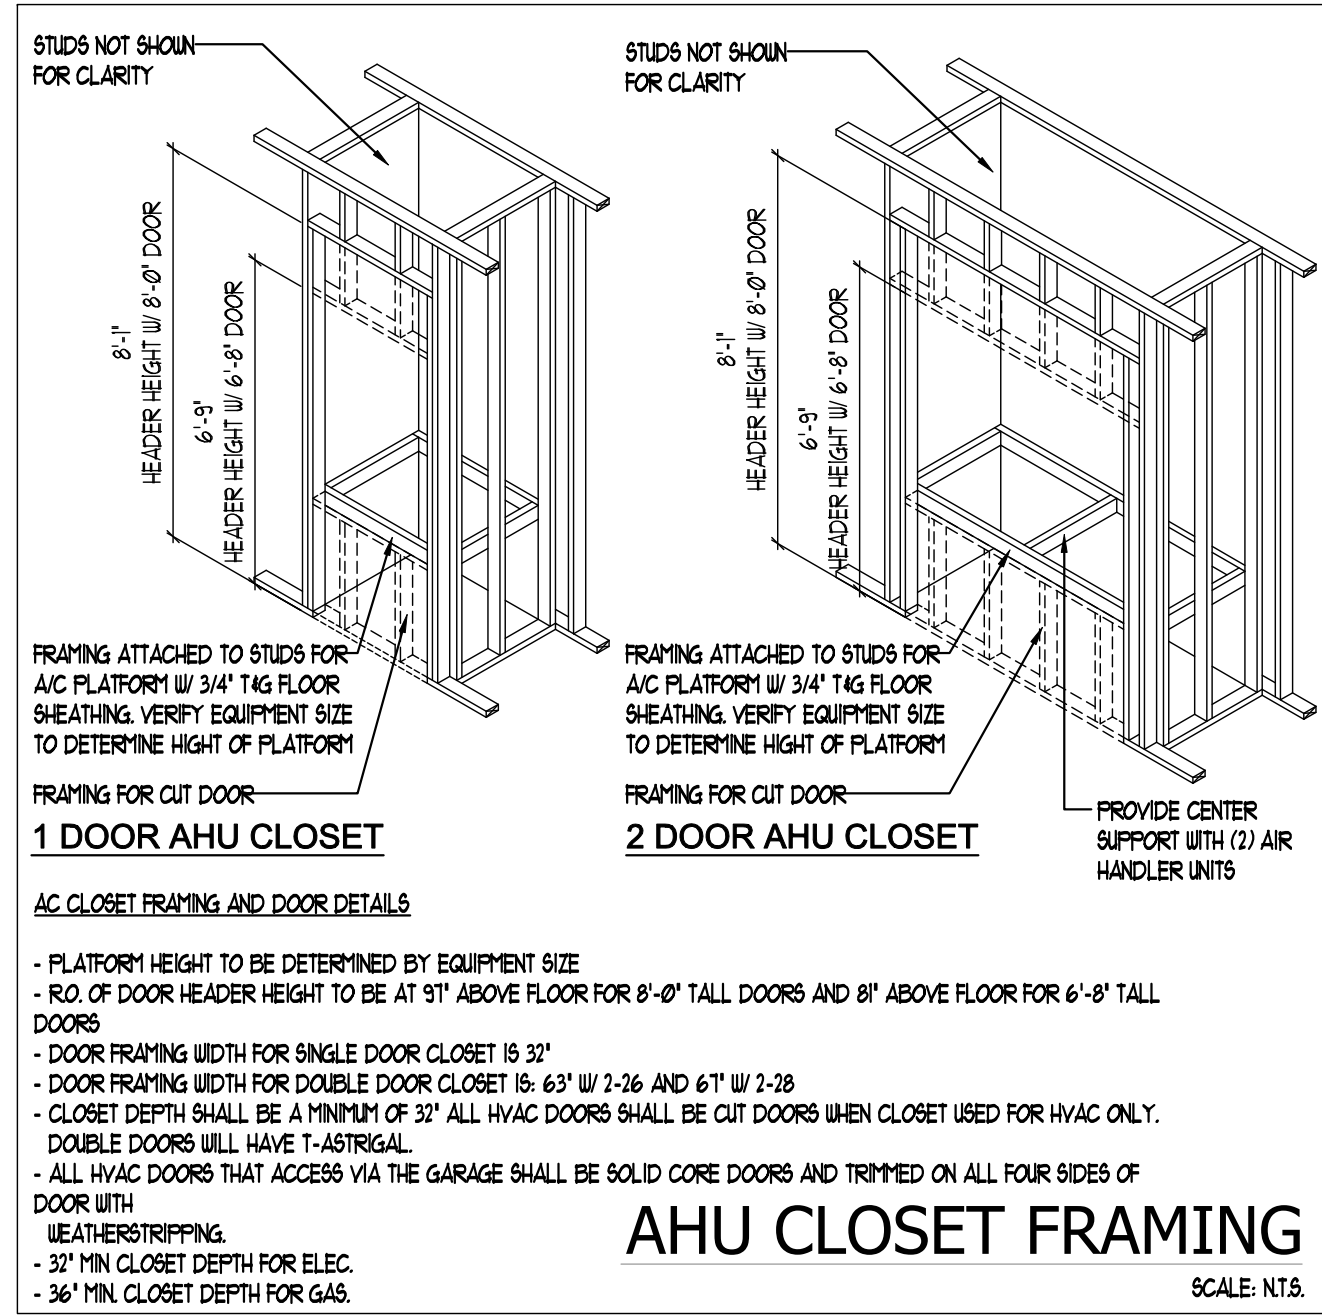 STUDS NOT SHOWN
FOR CLARITY
8'-1"
HEADER HEIGHT W/ 8'-0" DOOR
6'-9"
HEADER HEIGHT W/ 6'-8" DOOR
FRAMING ATTACHED TO STUDS FOR
A/C PLATFORM W/ 3/4" T&G FLOOR
SHEATHING. VERIFY EQUIPMENT SIZE
TO DETERMINE HIGHT OF PLATFORM
FRAMING FOR CUT DOOR
1 DOOR AHU CLOSET
STUDS NOT SHOWN
FOR CLARITY
8'-1"
HEADER HEIGHT W/ 8'-0" DOOR
6'-9"
HEADER HEIGHT W/ 6'-8" DOOR
FRAMING ATTACHED TO STUDS FOR
A/C PLATFORM W/ 3/4" T&G FLOOR
SHEATHING. VERIFY EQUIPMENT SIZE
TO DETERMINE HIGHT OF PLATFORM
FRAMING FOR CUT DOOR
2 DOOR AHU CLOSET
PROVIDE CENTER
SUPPORT WITH (2) AIR
HANDLER UNITS
AC CLOSET FRAMING AND DOOR DETAILS
- PLATFORM HEIGHT TO BE DETERMINED BY EQUIPMENT SIZE
- R.O. OF DOOR HEADER HEIGHT TO BE AT 97" ABOVE FLOOR FOR 8'-0" TALL DOORS AND 81" ABOVE FLOOR FOR 6'-8" TALL
DOORS
- DOOR FRAMING WIDTH FOR SINGLE DOOR CLOSET IS 32"
- DOOR FRAMING WIDTH FOR DOUBLE DOOR CLOSET IS: 63" W/ 2-26 AND 67" W/ 2-28
- CLOSET DEPTH SHALL BE A MINIMUM OF 32" ALL HVAC DOORS SHALL BE CUT DOORS WHEN CLOSET USED FOR HVAC ONLY.
DOUBLE DOORS WILL HAVE T-ASTRIGAL.
- ALL HVAC DOORS THAT ACCESS VIA THE GARAGE SHALL BE SOLID CORE DOORS AND TRIMMED ON ALL FOUR SIDES OF
DOOR WITH
WEATHERSTRIPPING.
- 32" MIN CLOSET DEPTH FOR ELEC.
- 36" MIN. CLOSET DEPTH FOR GAS.
AHU CLOSET FRAMING
SCALE: N.T.S.